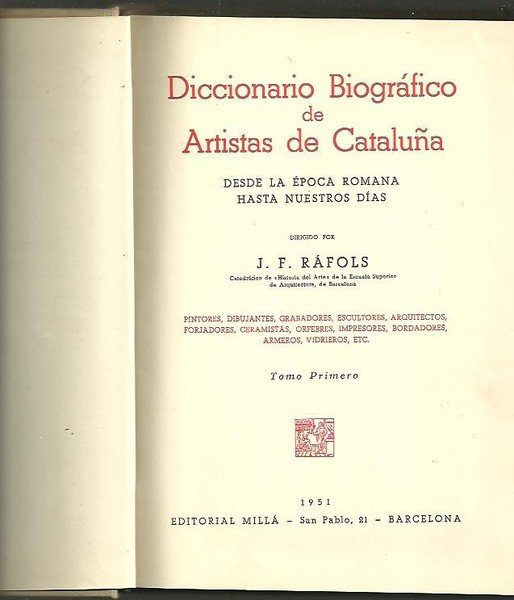 Diccionario Biográfico
de
Artistas de Cataluña
DESDE LA ÉPOCA ROMANA
HASTA NUESTROS DÍAS
DIRIGIDO POR
J. F. RÁFOLS
Catedrático de «Historia del Arte» de la Escuela Superior
de Arquitectura, de Barcelona
PINTORES, DIBUJANTES, GRABADORES, ESCULTORES, ARQUITECTOS,
FORJADORES, CERAMISTAS, ORFEBRES, IMPRESORES, BORDADORES,
ARMEROS, VIDRIEROS, ETC.
Tomo Primero
1951
EDITORIAL MILLÁ - San Pablo, 21 - BARCELONA